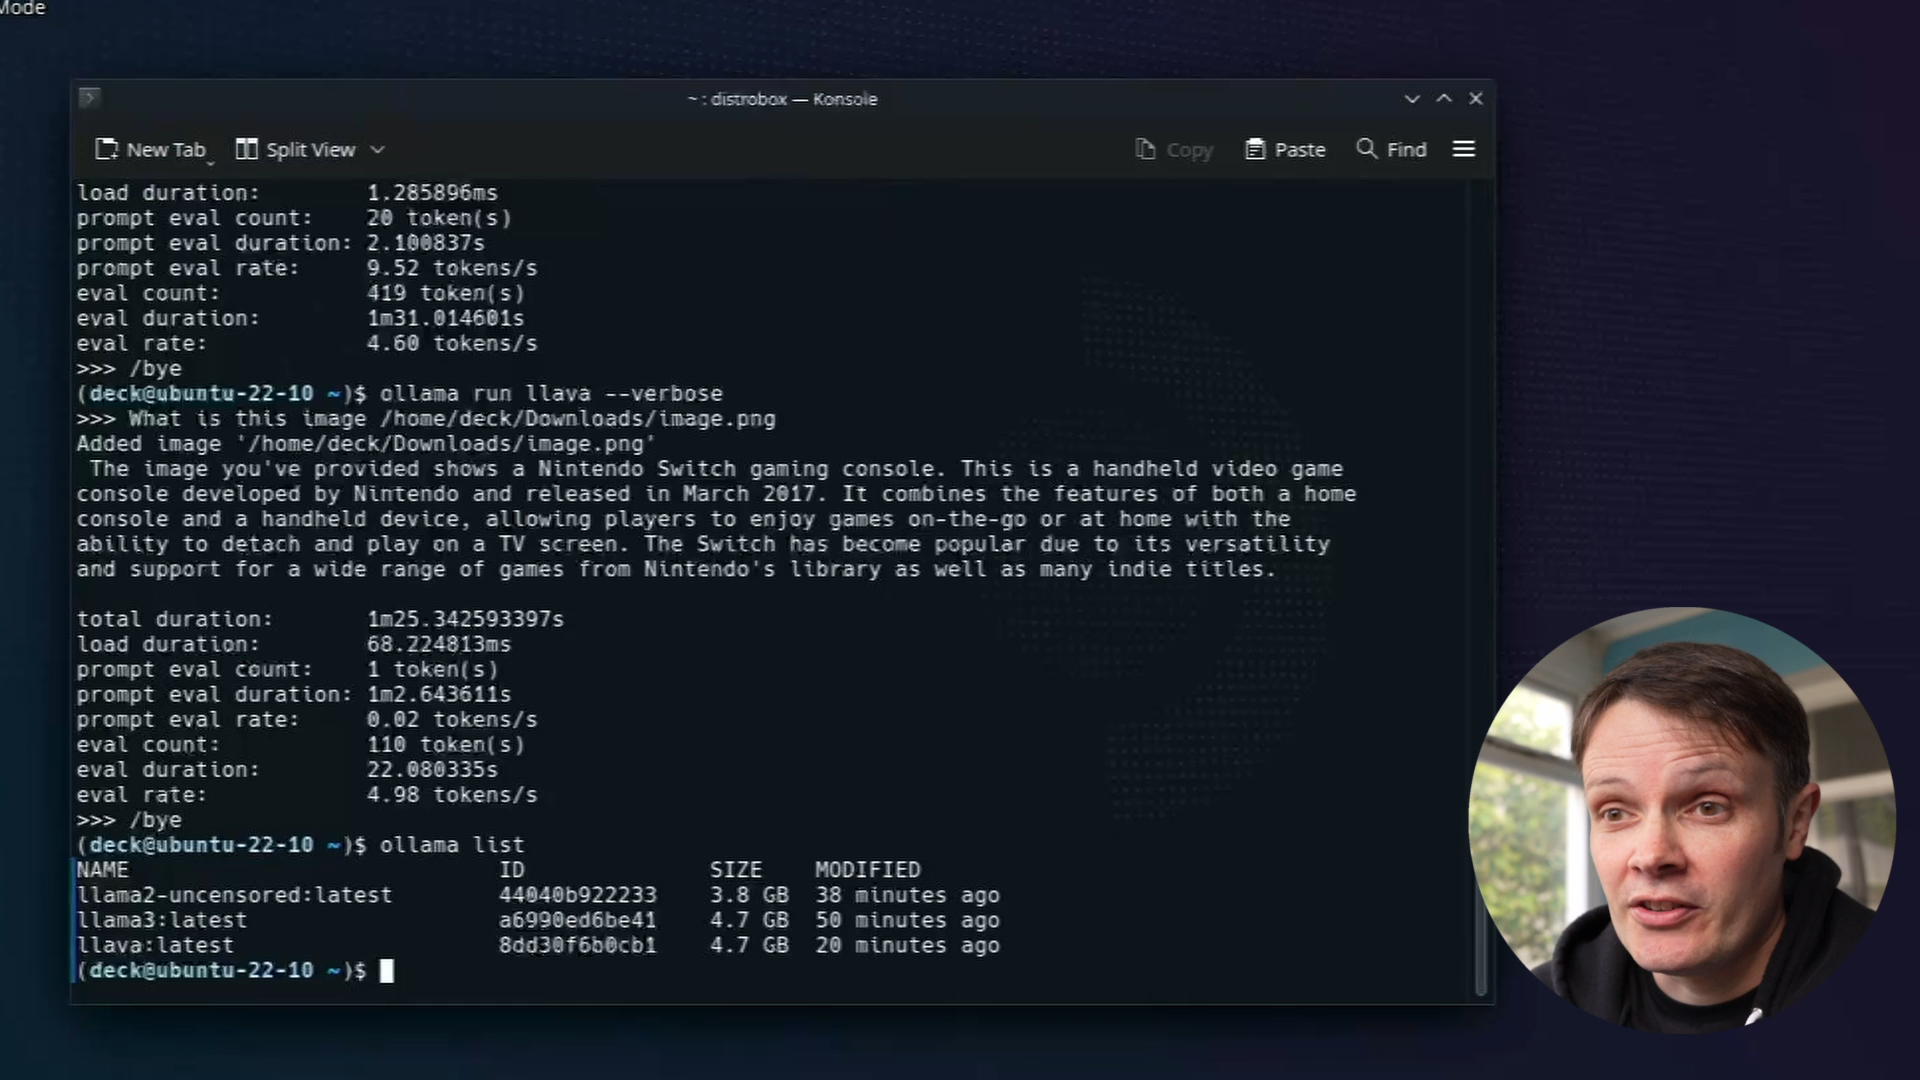 Mode
~ : distrobox — Konsole
New Tab
Split View
Copy
Paste
Find
load duration: 1.285896ms
prompt eval count: 20 token(s)
prompt eval duration: 2.100837s
prompt eval rate: 9.52 tokens/s
eval count: 419 token(s)
eval duration: 1m31.014601s
eval rate: 4.60 tokens/s
>>> /bye
(deck@ubuntu-22-10 ~)$ ollama run llava --verbose
>>> What is this image /home/deck/Downloads/image.png
Added image '/home/deck/Downloads/image.png'
The image you've provided shows a Nintendo Switch gaming console. This is a handheld video game
console developed by Nintendo and released in March 2017. It combines the features of both a home
console and a handheld device, allowing players to enjoy games on-the-go or at home with the
ability to detach and play on a TV screen. The Switch has become popular due to its versatility
and support for a wide range of games from Nintendo's library as well as many indie titles.
total duration: 1m25.342593397s
load duration: 68.224813ms
prompt eval count: 1 token(s)
prompt eval duration: 1m2.643611s
prompt eval rate: 0.02 tokens/s
eval count: 110 token(s)
eval duration: 22.080335s
eval rate: 4.98 tokens/s
>>> /bye
(deck@ubuntu-22-10 ~)$ ollama list
NAME ID SIZE MODIFIED
llama2-uncensored:latest 44040b922233 3.8 GB 38 minutes ago
llama3:latest a6990ed6be41 4.7 GB 50 minutes ago
llava:latest 8dd30f6b0cb1 4.7 GB 20 minutes ago
(deck@ubuntu-22-10 ~)$